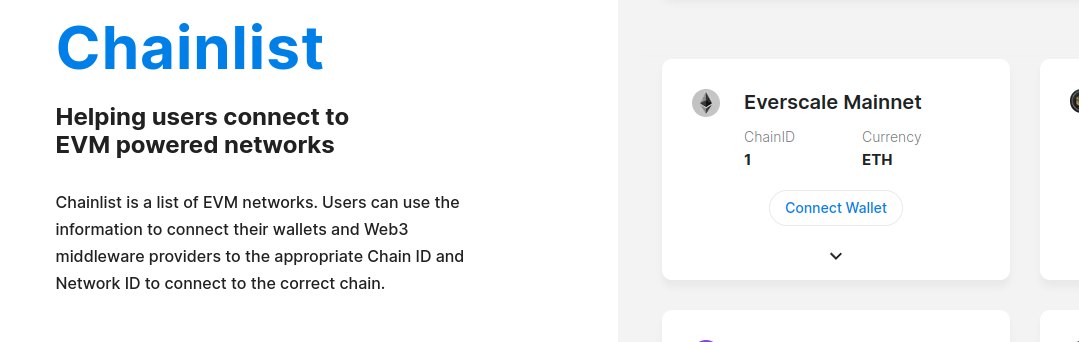 Chainlist
Helping users connect to
EVM powered networks
Chainlist is a list of EVM networks. Users can use the
information to connect their wallets and Web3
middleware providers to the appropriate Chain ID and
Network ID to connect to the correct chain.
Everscale Mainnet
ChainID Currency
1 ETH
Connect Wallet